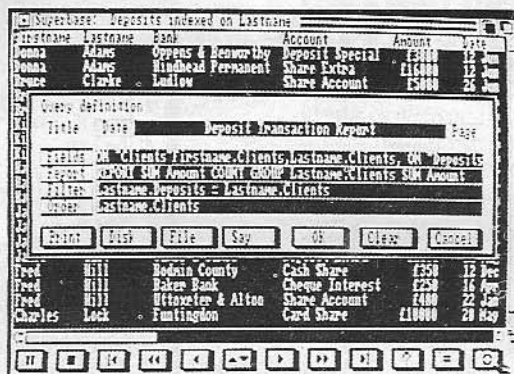 Superbase: Deposits indexed on Lastname
Firstname Lastname Bank Account Amount Date
Donna Adams Oppens & Benworthy Deposit Special £3000 12 Jun
Donna Adams Hindhead Permanent Share Extra £16000 12 Jun
Bruce Clarke Ludlow Share Account £5000 26 Jun
Query definition
Title Date Deposit Transaction Report Page
Fields ON "Clients Firstname.Clients,Lastname.Clients, ON "Deposits
Report REPORT SUM Amount COUNT GROUP Lastname.Clients SUM Amount
Filter Lastname.Deposits = Lastname.Clients
Order Lastname.Clients
Print Disk File Say OK Clear Cancel
Fred Hill Bodmin County Cash Share £350 12 Dec
Fred Hill Baker Bank Cheque Interest £250 16 Apr
Fred Hill Uttoxeter & Alton Share Account £400 22 Jan
Charles Lock Funtingdon Card Share £10000 20 May